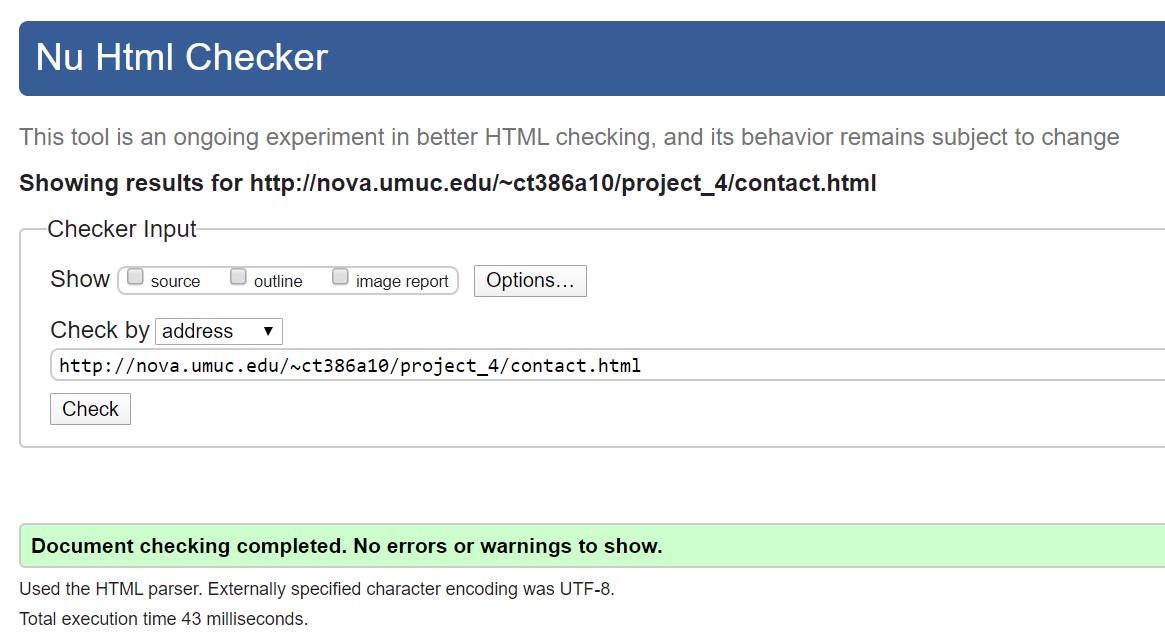 Nu Html Checker
This tool is an ongoing experiment in better HTML checking, and its behavior remains subject to change
Showing results for http://nova.umuc.edu/~ct386a10/project_4/contact.html
Checker Input
Show source outline image report Options...
Check by address
http://nova.umuc.edu/~ct386a10/project_4/contact.html
Check
Document checking completed. No errors or warnings to show.
Used the HTML parser. Externally specified character encoding was UTF-8.
Total execution time 43 milliseconds.